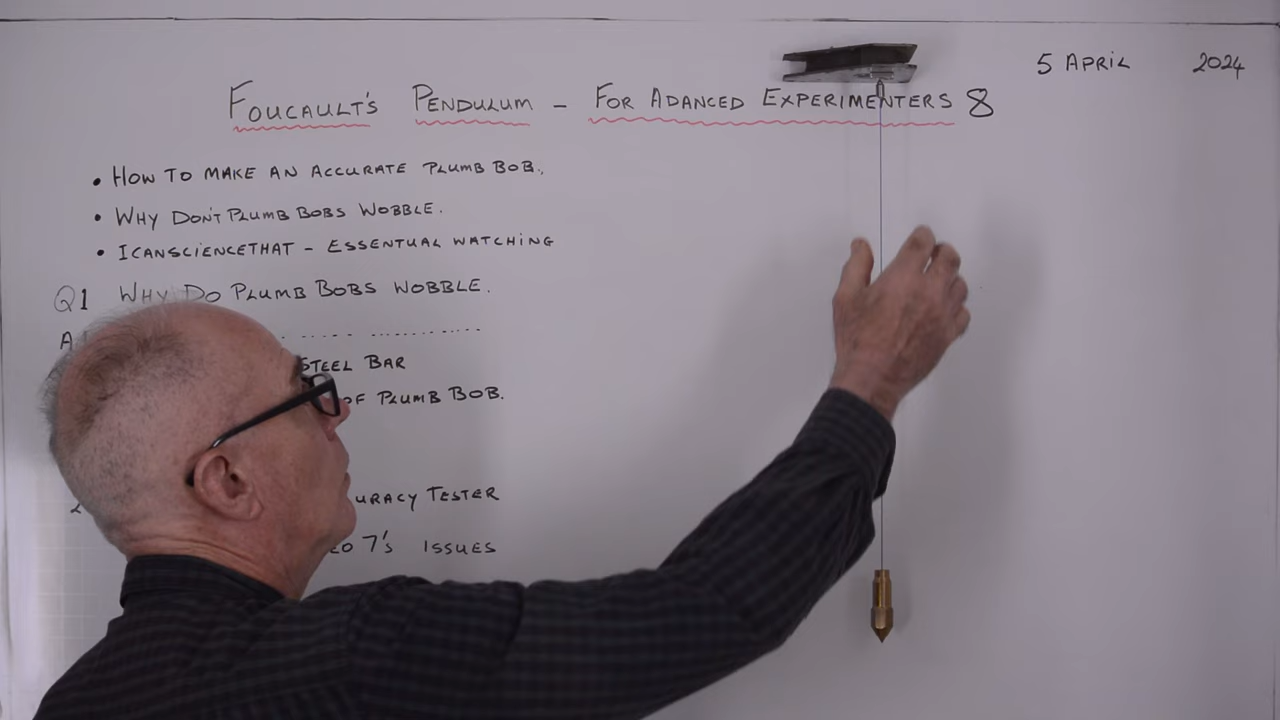 5 APRIL 2024
FOUCAULT'S PENDULUM - FOR ADANCED EXPERIMENTERS 8
• HOW TO MAKE AN ACCURATE PLUMB BOB.
• WHY DON'T PLUMB BOBS WOBBLE.
• ICANSCIENCETHAT - ESSENTUAL WATCHING
Q1 WHY DO PLUMB BOBS WOBBLE.
A
STEEL BAR
OF PLUMB BOB.
TESTER
7'S ISSUES